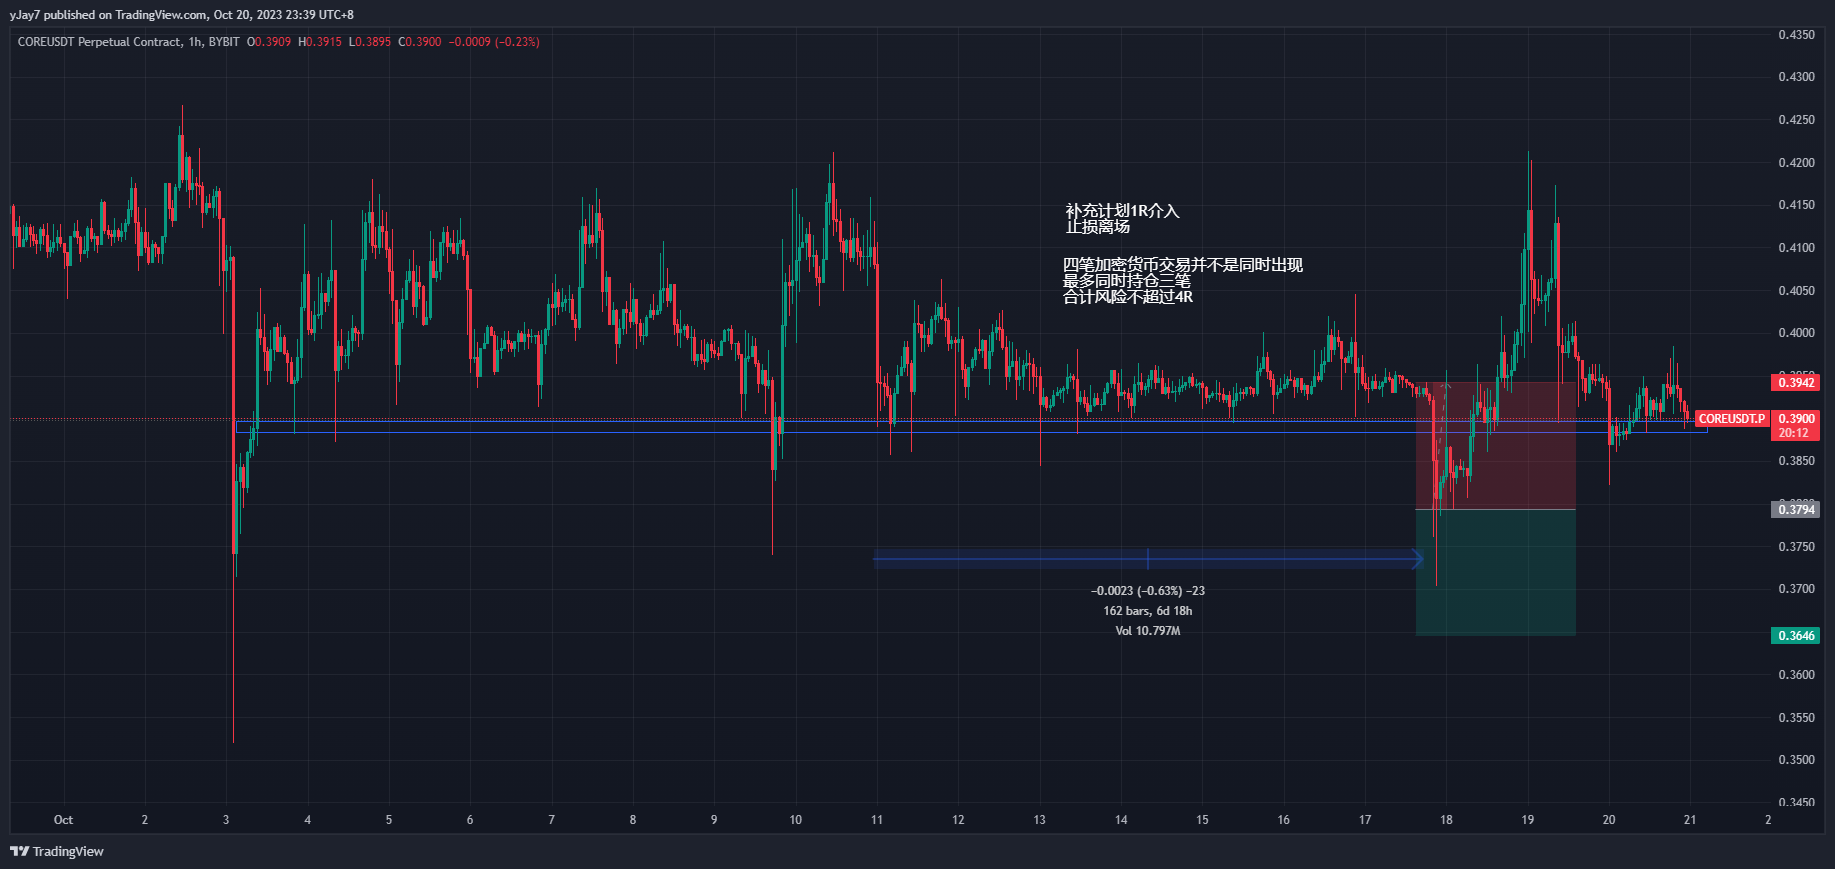 yJay7 published on TradingView.com, Oct 20, 2023 23:39 UTC+8
COREUSDT Perpetual Contract, 1h, BYBIT O0.3909 H0.3915 L0.3895 C0.3900 −0.0009 (−0.23%)
0.4350
0.4300
0.4250
0.4200
0.4150
0.4100
0.4050
0.4000
0.3942
COREUSDT.P 0.3900
20:12
0.3850
0.3794
0.3750
0.3700
0.3646
0.3600
0.3550
0.3500
0.3450
补充计划1R介入
止损离场
四笔加密货币交易并不是同时出现
最多同时持仓三笔
合计风险不超过4R
−0.0023 (−0.63%) −23
162 bars, 6d 18h
Vol 10.797M
Oct 2 3 4 5 6 7 8 9 10 11 12 13 14 15 16 17 18 19 20 21 2
TradingView